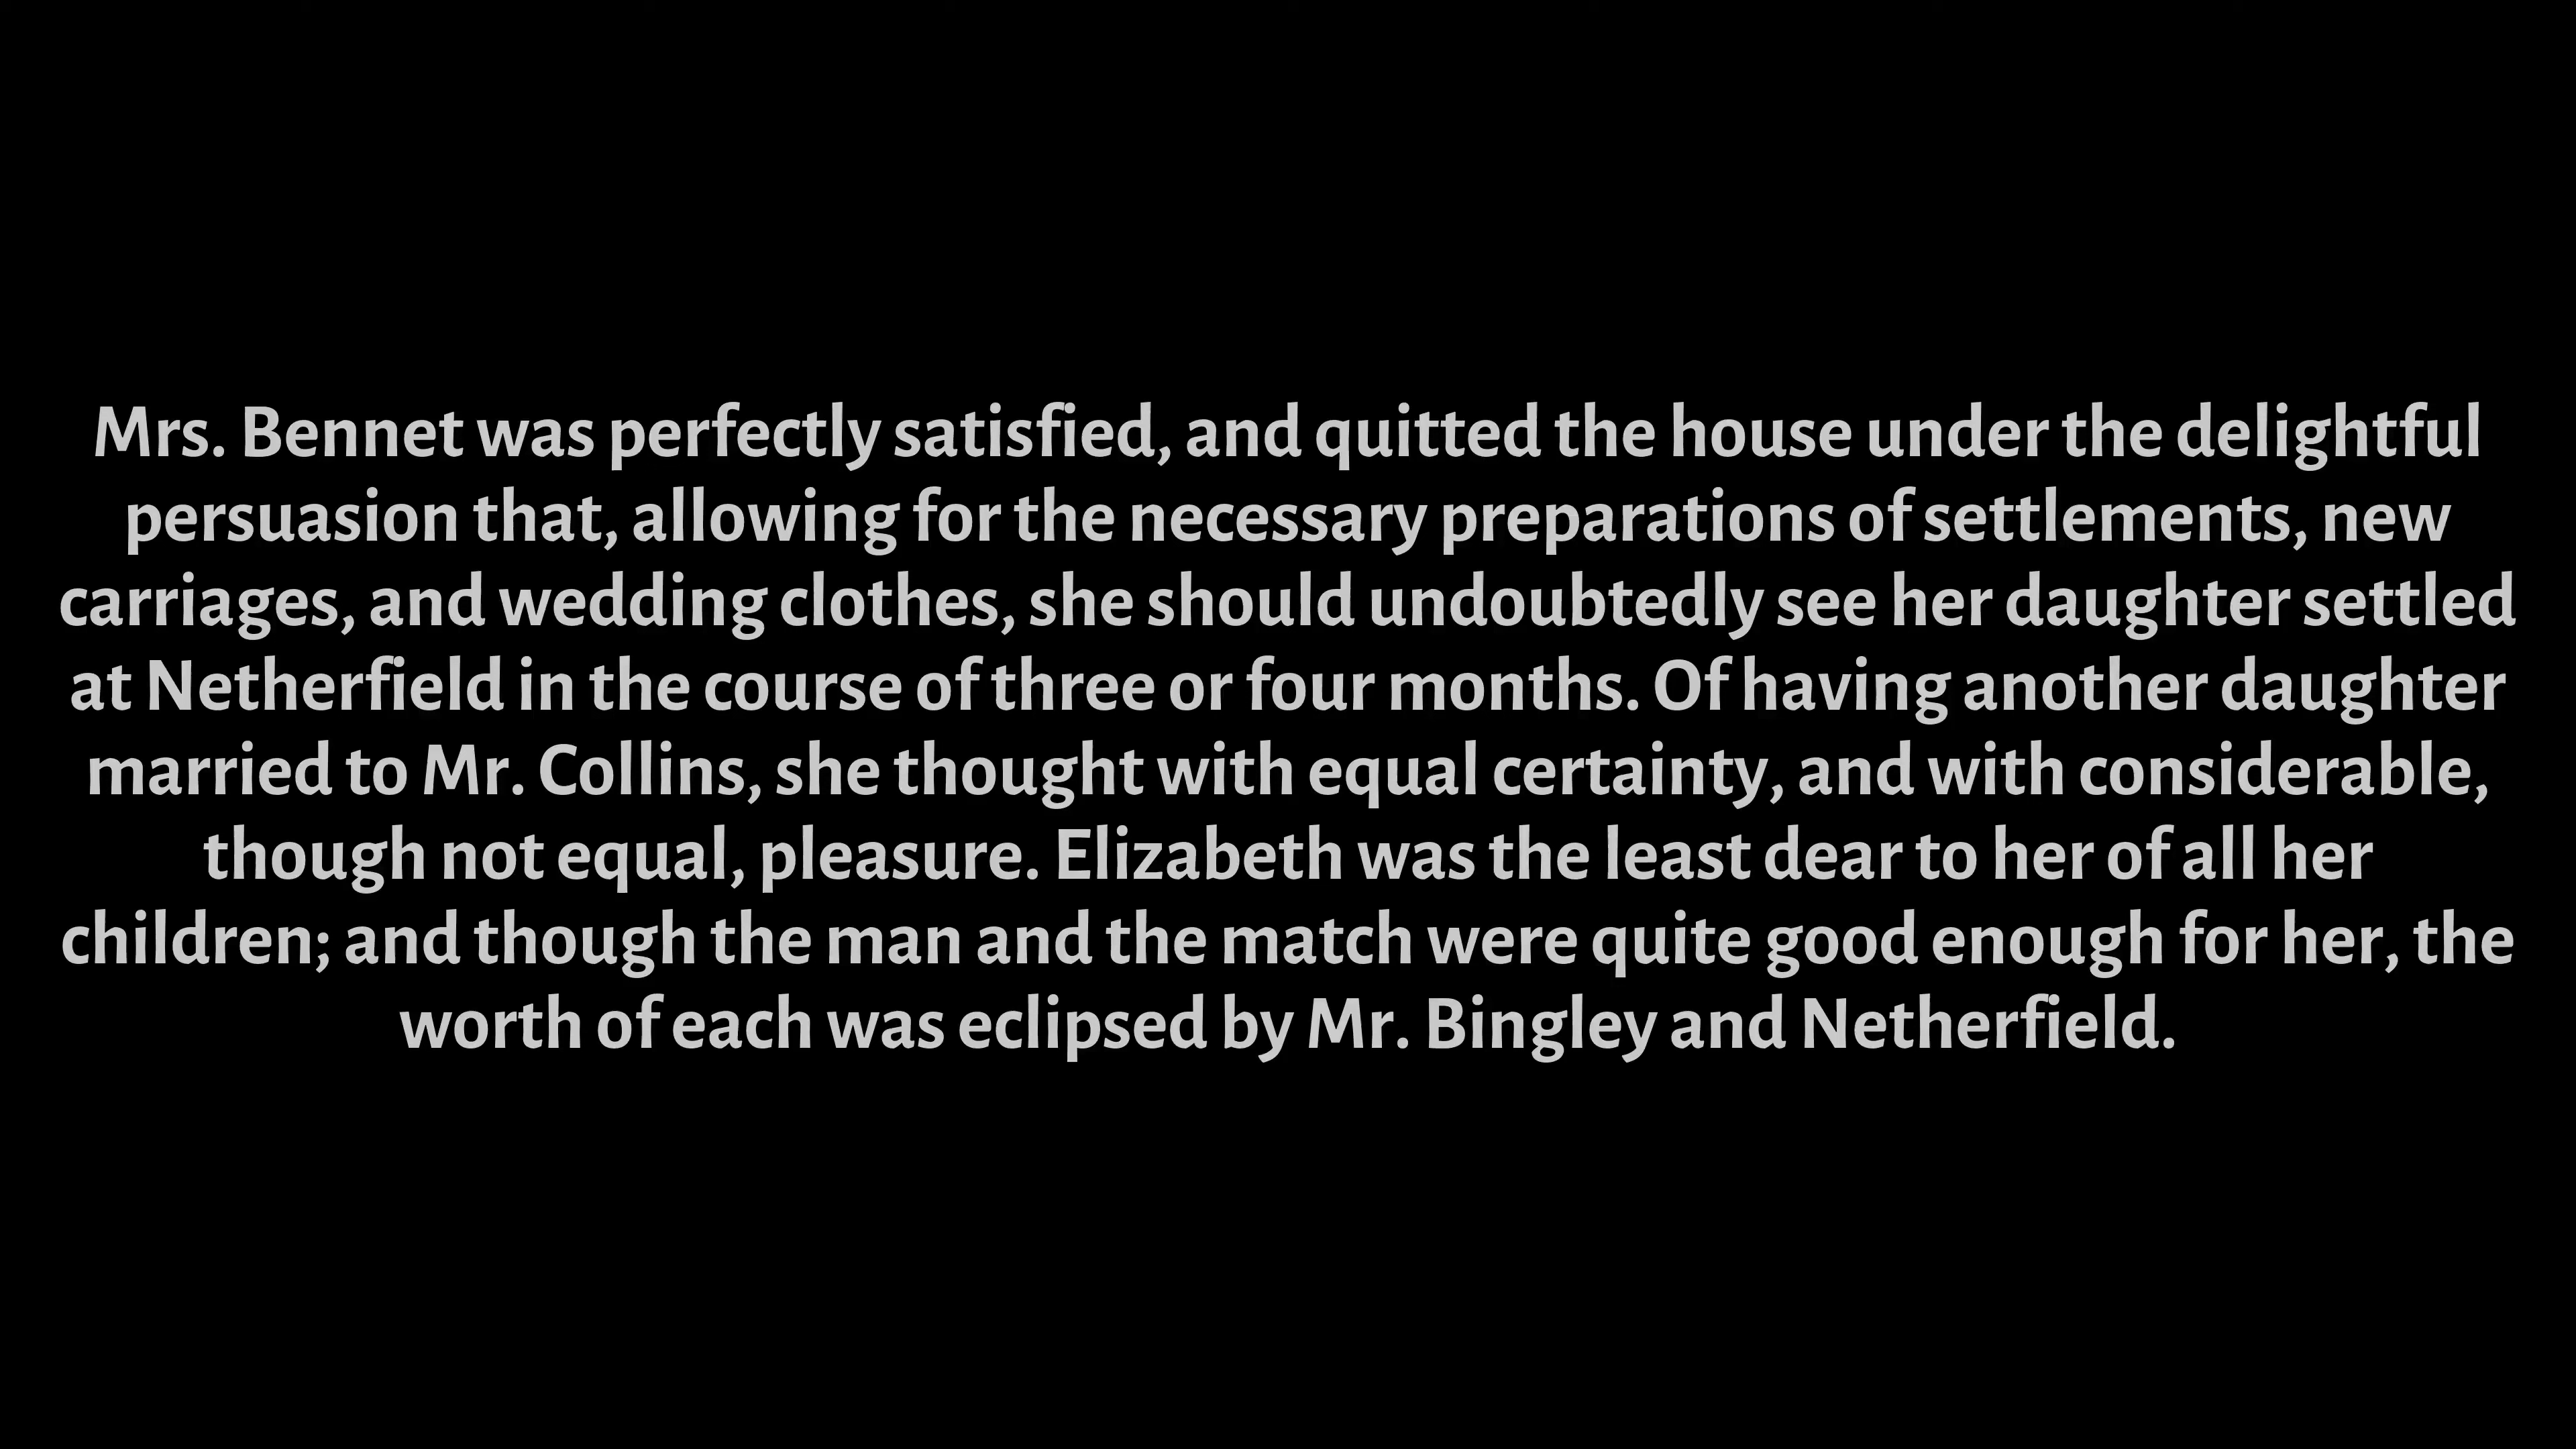 Mrs. Bennet was perfectly satisfied, and quitted the house under the delightful
persuasion that, allowing for the necessary preparations of settlements, new
carriages, and wedding clothes, she should undoubtedly see her daughter settled
at Netherfield in the course of three or four months. Of having another daughter
married to Mr. Collins, she thought with equal certainty, and with considerable,
though not equal, pleasure. Elizabeth was the least dear to her of all her
children; and though the man and the match were quite good enough for her, the
worth of each was eclipsed by Mr. Bingley and Netherfield.